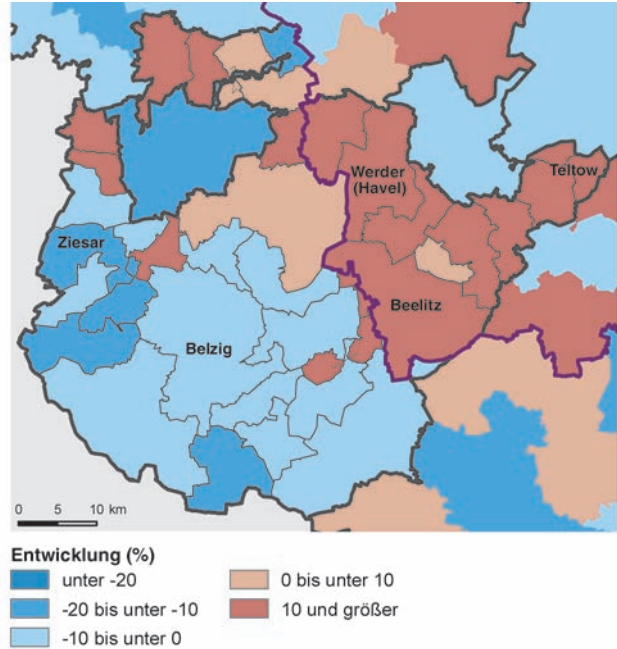 Werder
(Havel)
Teltow
Ziesar
Beelitz
Belzig
0 5 10 km
Entwicklung (%)
unter -20
-20 bis unter -10
-10 bis unter 0
0 bis unter 10
10 und größer